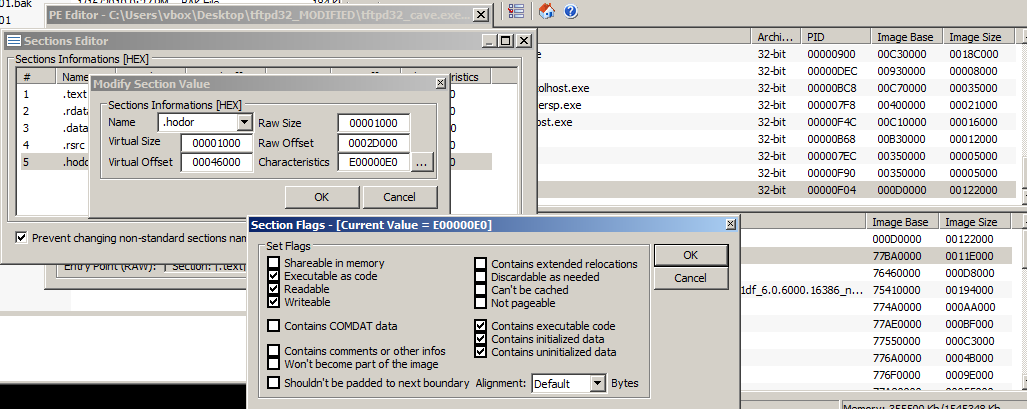 01.bak
01
PE Editor - C:\Users\vbox\Desktop\tftpd32_MODIFIED\tftpd32_cave.exe...
Sections Editor
Sections Informations [HEX]
# Nam
1 .text
2 .rdata
3 .data
4 .rsrc
5 .hodo
Modify Section Value
Sections Informations [HEX]
Name .hodor Raw Size 00001000
Virtual Size 00001000 Raw Offset 0002D000
Virtual Offset 00046000 Characteristics E00000E0 ...
OK Cancel
Prevent changing non-standard sections nam
Entry Point (RAW): Section: [.text]
Section Flags - [Current Value = E00000E0]
Set Flags
Shareable in memory
Executable as code
Readable
Writeable
Contains COMDAT data
Contains comments or other infos
Won't become part of the image
Shouldn't be padded to next boundary
Contains extended relocations
Discardable as needed
Can't be cached
Not pageable
Contains executable code
Contains initialized data
Contains uninitialized data
Alignment: Default Bytes
OK
Cancel
Archi... PID Image Base Image Size
e 32-bit 00000900 00C30000 0018C000
32-bit 00000DEC 00930000 00008000
olhost.exe 32-bit 00000BC8 00C70000 00035000
ersp.exe 32-bit 000007F8 00400000 00021000
ost.exe 32-bit 00000F4C 00C10000 00016000
32-bit 00000B68 00B30000 00012000
32-bit 000007EC 00350000 00005000
32-bit 00000F90 00350000 00005000
32-bit 00000F04 000D0000 00122000
Image Base Image Size
000D0000 00122000
77BA0000 0011E000
76460000 000D8000
1df_6.0.6000.16386_n... 75410000 00194000
774A0000 000AA000
77AE0000 000BF000
77550000 000C3000
776A0000 0004B000
776F0000 0009E000